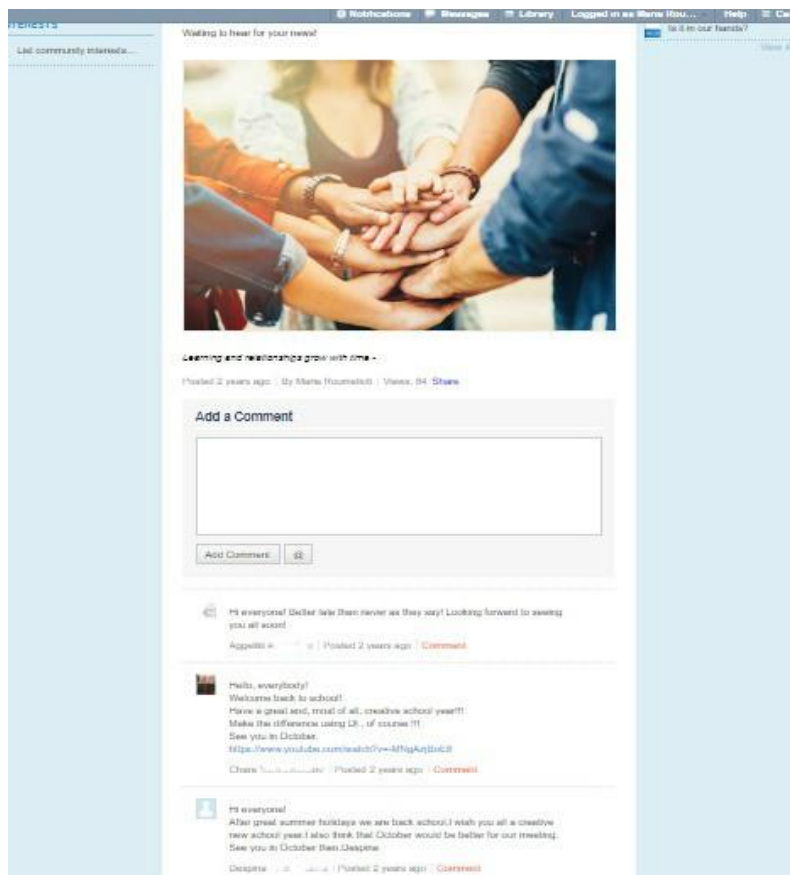 Notifications Messages Library Logged in as Maria Rou... Help
INTERESTS
List community interests...
Waiting to hear for your news!
Is it in our hands?
Learning and relationships grow with time -
Posted 2 years ago | By Maria | Views: 84 Share
Add a Comment
Add Comment @
Hi everyone! Better late then never as they say! Looking forward to seeing
you all soon!
Aggeliki | Posted 2 years ago | Comment
Hello, everybody!
Welcome back to school!
Have a great and, most of all, creative school year!!!
Make the difference using DI., of course !!!
See you in October.
Posted 2 years ago | Comment
Hi everyone!
After great summer holidays we are back school.I wish you all a creative
new school year.I also think that October would be better for our meeting.
See you in October then.Despina
Despina | Posted 2 years ago | Comment